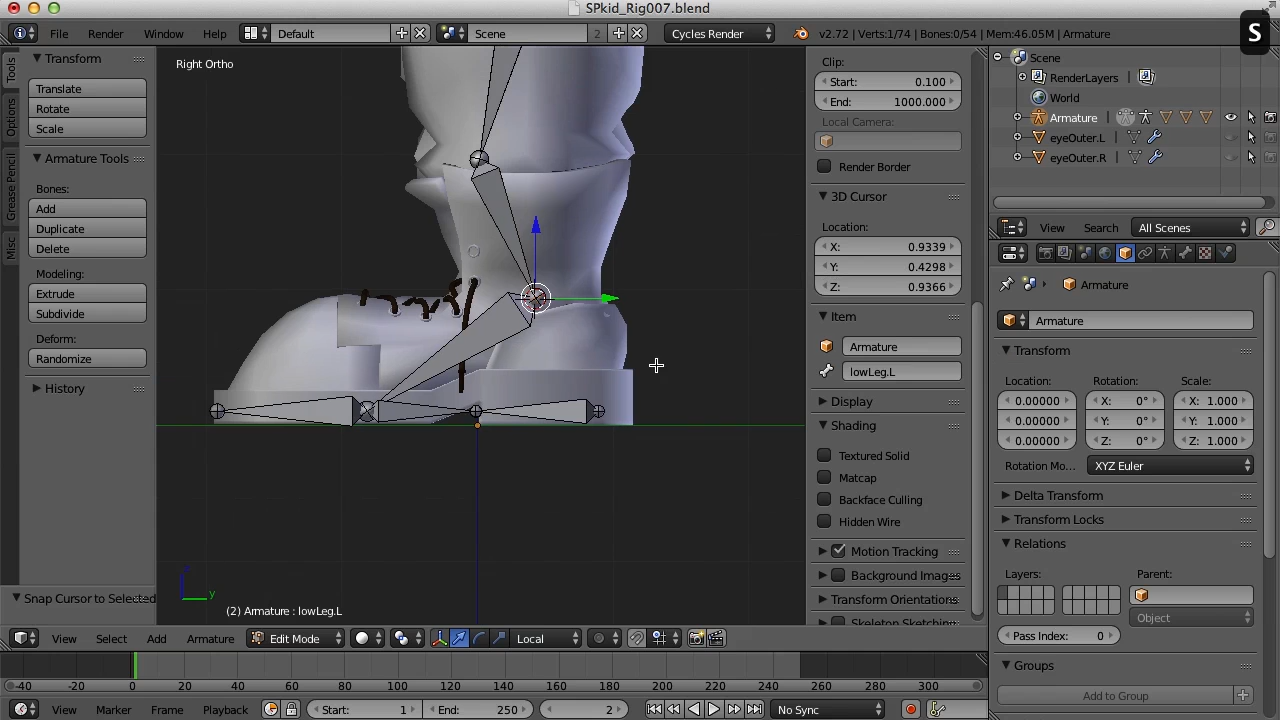 SPkid_Rig007.blend
File Render Window Help Default Scene 2 Cycles Render v2.72 | Verts:1/74 | Bones:0/54 | Mem:46.05M | Armature
S
Tools
Options
Grease Pencil
Misc
Transform
Translate
Rotate
Scale
Armature Tools
Bones:
Add
Duplicate
Delete
Modeling:
Extrude
Subdivide
Deform:
Randomize
History
Snap Cursor to Selected
Right Ortho
z
y
(2) Armature : lowLeg.L
Clip:
Start: 0.100
End: 1000.000
Local Camera:
Render Border
3D Cursor
Location:
X: 0.9339
Y: 0.4298
Z: 0.9366
Item
Armature
lowLeg.L
Display
Shading
Textured Solid
Matcap
Backface Culling
Hidden Wire
Motion Tracking
Background Images
Transform Orientations
Skeleton Sketching
Scene
RenderLayers |
World
Armature |
eyeOuter.L |
eyeOuter.R |
View Search All Scenes
Armature
Armature
Transform
Location: Rotation: Scale:
0.00000 X: 0° X: 1.000
0.00000 Y: 0° Y: 1.000
0.00000 Z: 0° Z: 1.000
Rotation Mo... XYZ Euler
Delta Transform
Transform Locks
Relations
Layers: Parent:
Object
Pass Index: 0
Groups
Add to Group
View Select Add Armature Edit Mode Local
-40 -20 0 20 40 60 80 100 120 140 160 180 200 220 240 260 280 300
View Marker Frame Playback Start: 1 End: 250 2 No Sync